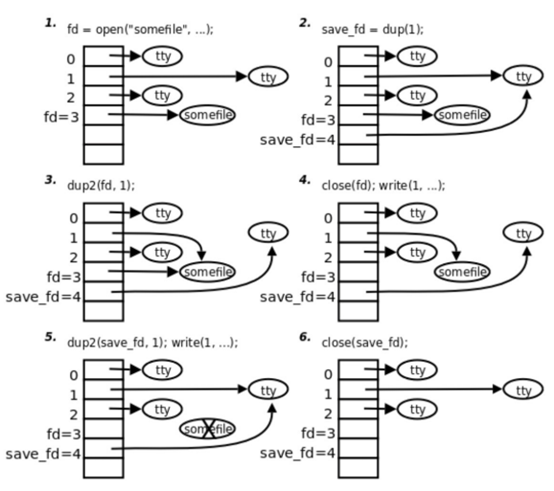 1. fd = open("somefile", ...);
0 tty
1 tty
2 tty
fd=3 somefile
2. save_fd = dup(1);
0 tty
1 tty
2 tty
fd=3 somefile
save_fd=4
3. dup2(fd, 1);
0 tty
1 tty
2 tty
fd=3 somefile
save_fd=4
4. close(fd); write(1, ...);
0 tty
1 tty
2 tty
fd=3 somefile
save_fd=4
5. dup2(save_fd, 1); write(1, ...);
0 tty
1 tty
2 tty
fd=3 somefile
save_fd=4
6. close(save_fd);
0 tty
1 tty
2 tty
fd=3
save_fd=4